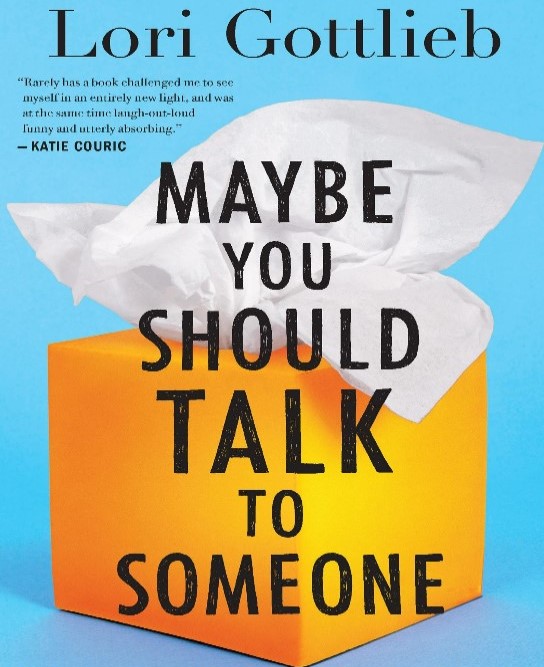 Lori Gottlieb
“Rarely has a book challenged me to see
myself in an entirely new light, and was
at the same time laugh-out-loud
funny and utterly absorbing.”
— KATIE COURIC
MAYBE
YOU
SHOULD
TALK
TO
SOMEONE